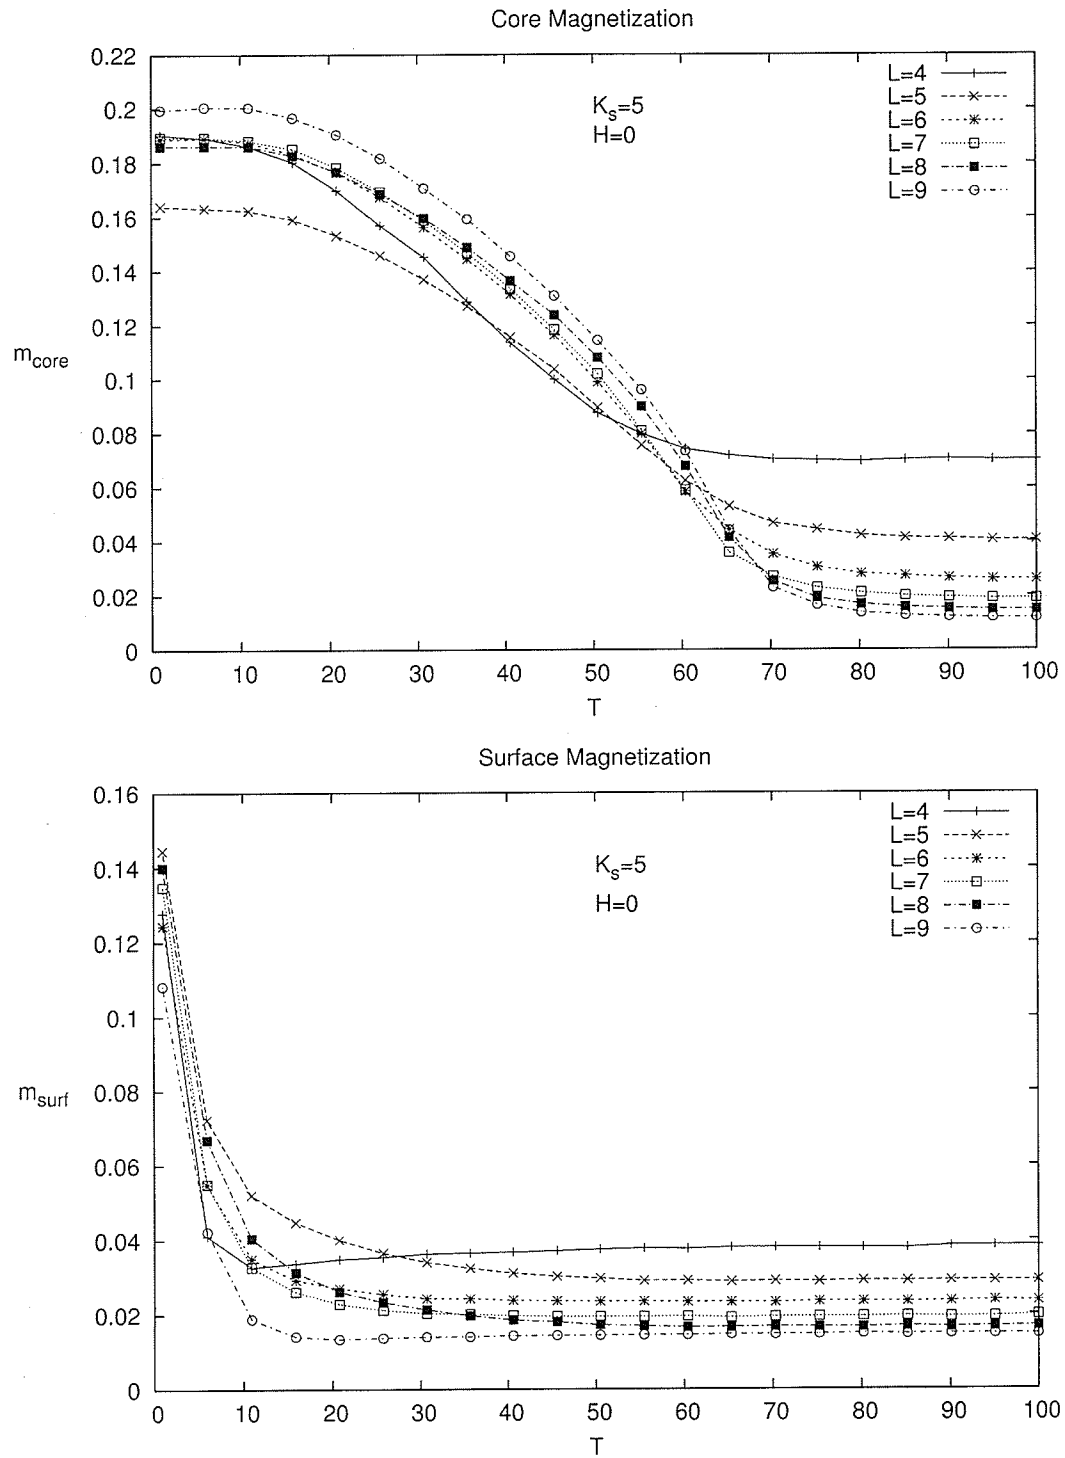 Core Magnetization
0.22
0.2
0.18
0.16
0.14
0.12
0.1
0.08
0.06
0.04
0.02
0
m_core
K_s=5
H=0
L=4
L=5
L=6
L=7
L=8
L=9
0 10 20 30 40 50 60 70 80 90 100
T
Surface Magnetization
0.16
0.14
0.12
0.1
0.08
0.06
0.04
0.02
0
m_surf
K_s=5
H=0
L=4
L=5
L=6
L=7
L=8
L=9
0 10 20 30 40 50 60 70 80 90 100
T